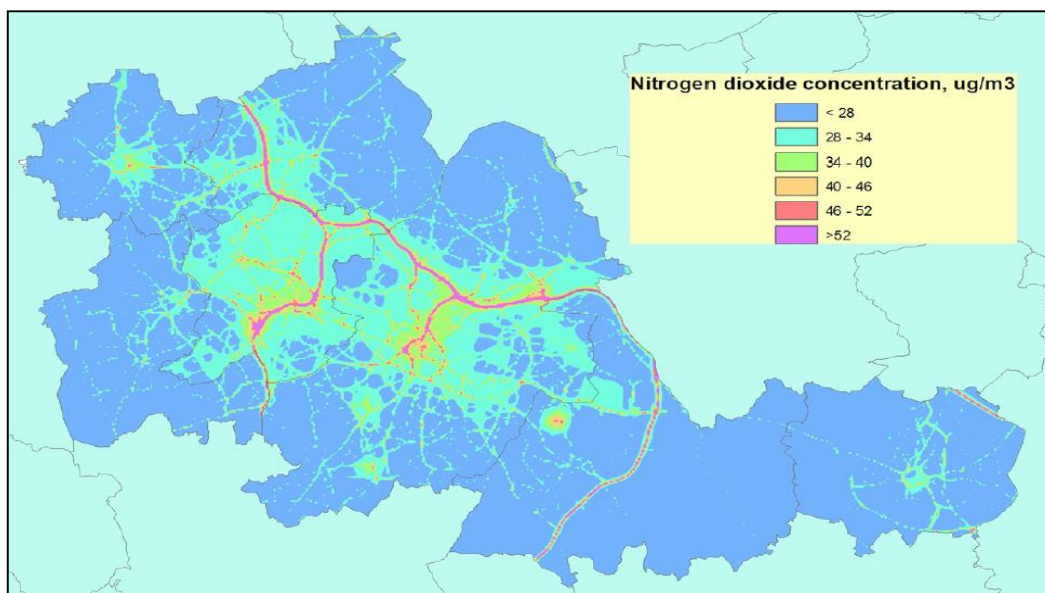 Nitrogen dioxide concentration, ug/m3
< 28
28 - 34
34 - 40
40 - 46
46 - 52
>52